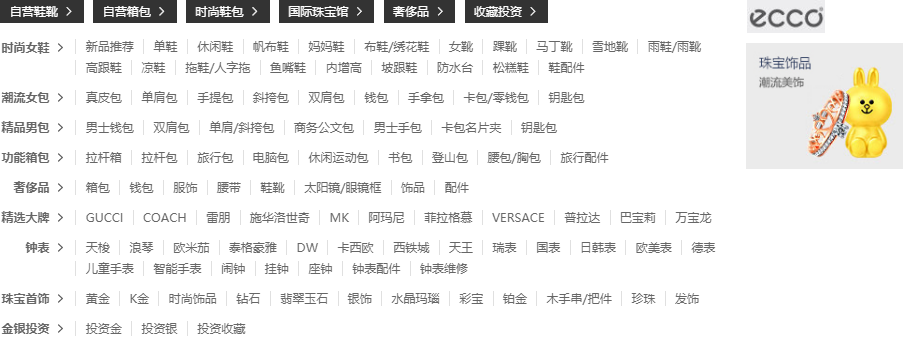 自营鞋靴 > 自营箱包 > 时尚鞋包 > 国际珠宝馆 > 奢侈品 > 收藏投资 >
时尚女鞋 > 新品推荐 单鞋 休闲鞋 帆布鞋 妈妈鞋 布鞋/绣花鞋 女靴 踝靴 马丁靴 雪地靴 雨鞋/雨靴
高跟鞋 凉鞋 拖鞋/人字拖 鱼嘴鞋 内增高 坡跟鞋 防水台 松糕鞋 鞋配件
潮流女包 > 真皮包 单肩包 手提包 斜挎包 双肩包 钱包 手拿包 卡包/零钱包 钥匙包
精品男包 > 男士钱包 双肩包 单肩/斜挎包 商务公文包 男士手包 卡包名片夹 钥匙包
功能箱包 > 拉杆箱 拉杆包 旅行包 电脑包 休闲运动包 书包 登山包 腰包/胸包 旅行配件
奢侈品 > 箱包 钱包 服饰 腰带 鞋靴 太阳镜/眼镜框 饰品 配件
精选大牌 > GUCCI COACH 雷朋 施华洛世奇 MK 阿玛尼 菲拉格慕 VERSACE 普拉达 巴宝莉 万宝龙
钟表 > 天梭 浪琴 欧米茄 泰格豪雅 DW 卡西欧 西铁城 天王 瑞表 国表 日韩表 欧美表 德表
儿童手表 智能手表 闹钟 挂钟 座钟 钟表配件 钟表维修
珠宝首饰 > 黄金 K金 时尚饰品 钻石 翡翠玉石 银饰 水晶玛瑙 彩宝 铂金 木手串/把件 珍珠 发饰
金银投资 > 投资金 投资银 投资收藏
ecco
珠宝饰品
潮流美饰